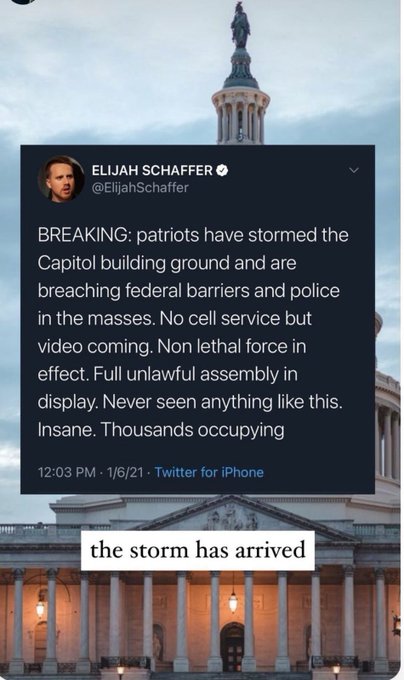 ELIJAH SCHAFFER
@ElijahSchaffer
BREAKING: patriots have stormed the
Capitol building ground and are
breaching federal barriers and police
in the masses. No cell service but
video coming. Non lethal force in
effect. Full unlawful assembly in
display. Never seen anything like this.
Insane. Thousands occupying
12:03 PM · 1/6/21 · Twitter for iPhone
the storm has arrived